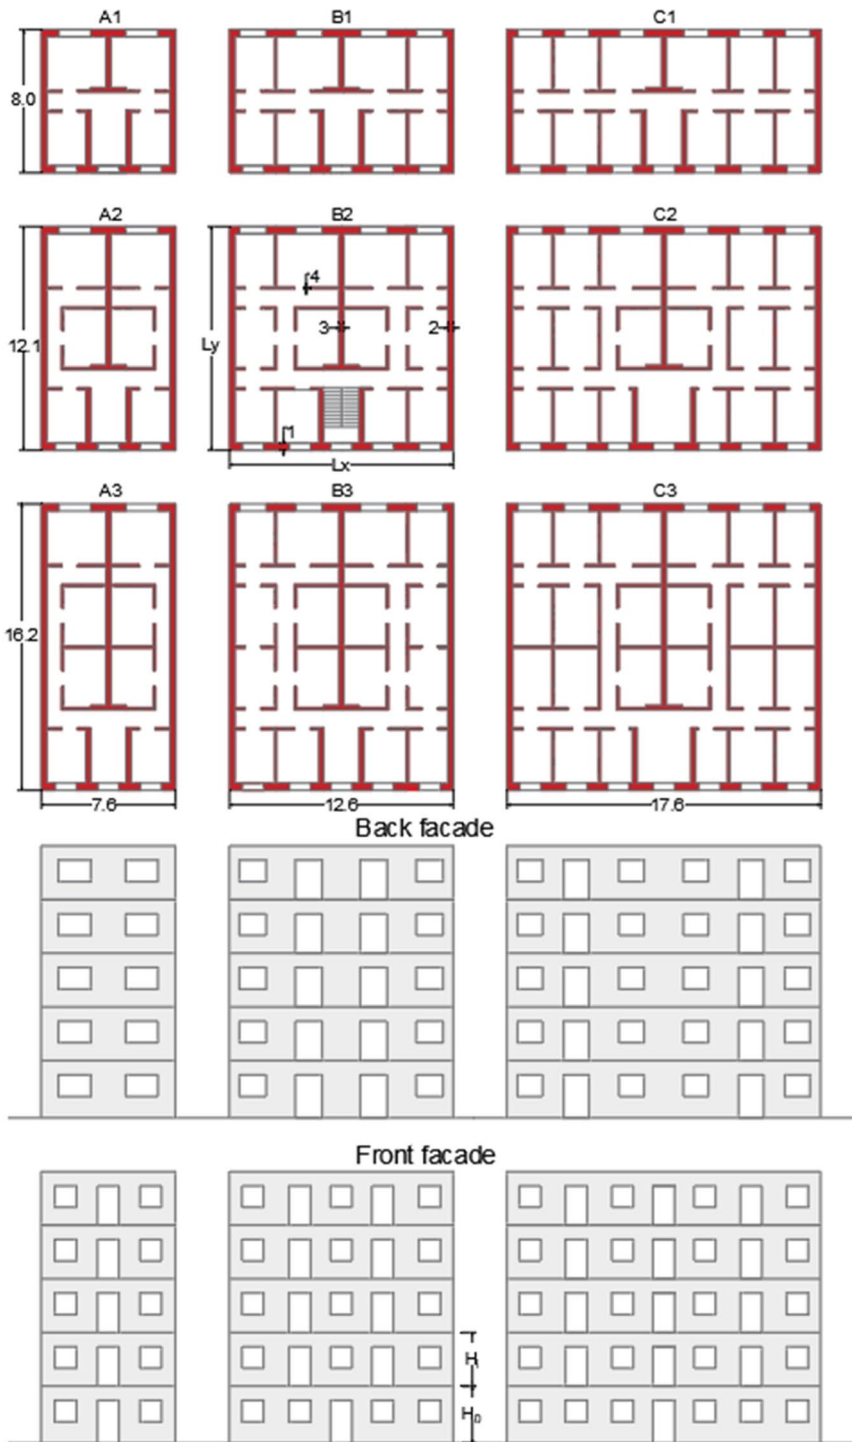 A1 B1 C1
8.0
A2 B2 C2
4
12.1 Ly 3 2
1
Lx
A3 B3 C3
16.2
7.6 12.6 17.6
Back facade
Front facade
H
H0